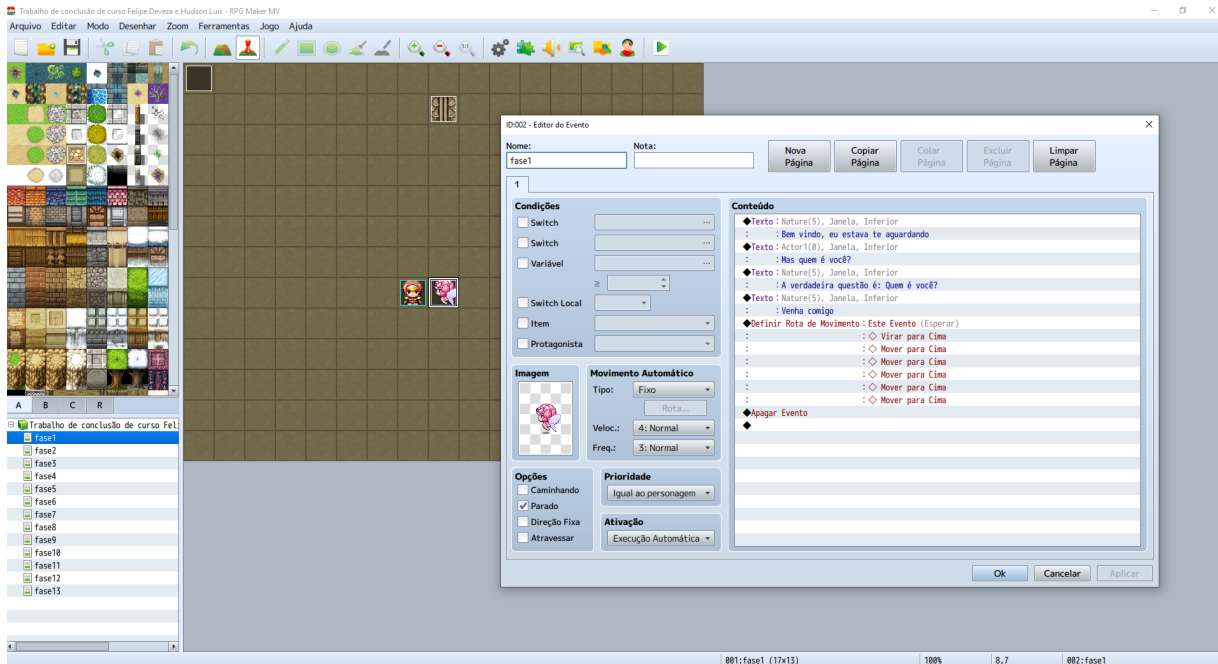 Trabalho de conclusão de curso Felipe Deveza e Hudson Luis - RPG Maker MV
Arquivo Editar Modo Desenhar Zoom Ferramentas Jogo Ajuda
A B C R
Trabalho de conclusão de curso Fel
fase1
fase2
fase3
fase4
fase5
fase6
fase7
fase8
fase9
fase10
fase11
fase12
fase13
ID:002 - Editor do Evento
Nome:
fase1
Nota:
Nova Página
Copiar Página
Colar Página
Excluir Página
Limpar Página
1
Condições
Switch ...
Switch ...
Variável ...
≥
Switch Local
Item
Protagonista
Imagem
Movimento Automático
Tipo: Fixo
Rota...
Veloc.: 4: Normal
Freq.: 3: Normal
Opções
Caminhando
Parado
Direção Fixa
Atravessar
Prioridade
Igual ao personagem
Ativação
Execução Automática
Conteúdo
◆Texto：Nature(5), Janela, Inferior
: : Bem vindo, eu estava te aguardando
◆Texto：Actor1(0), Janela, Inferior
: : Mas quem é você?
◆Texto：Nature(5), Janela, Inferior
: : A verdadeira questão é: Quem é você?
◆Texto：Nature(5), Janela, Inferior
: : Venha comigo
◆Definir Rota de Movimento：Este Evento (Esperar)
: : ◇ Virar para Cima
: : ◇ Mover para Cima
: : ◇ Mover para Cima
: : ◇ Mover para Cima
: : ◇ Mover para Cima
: : ◇ Mover para Cima
◆Apagar Evento
◆
Ok Cancelar Aplicar
001:fase1 (17×13) 100% 8,7 002:fase1